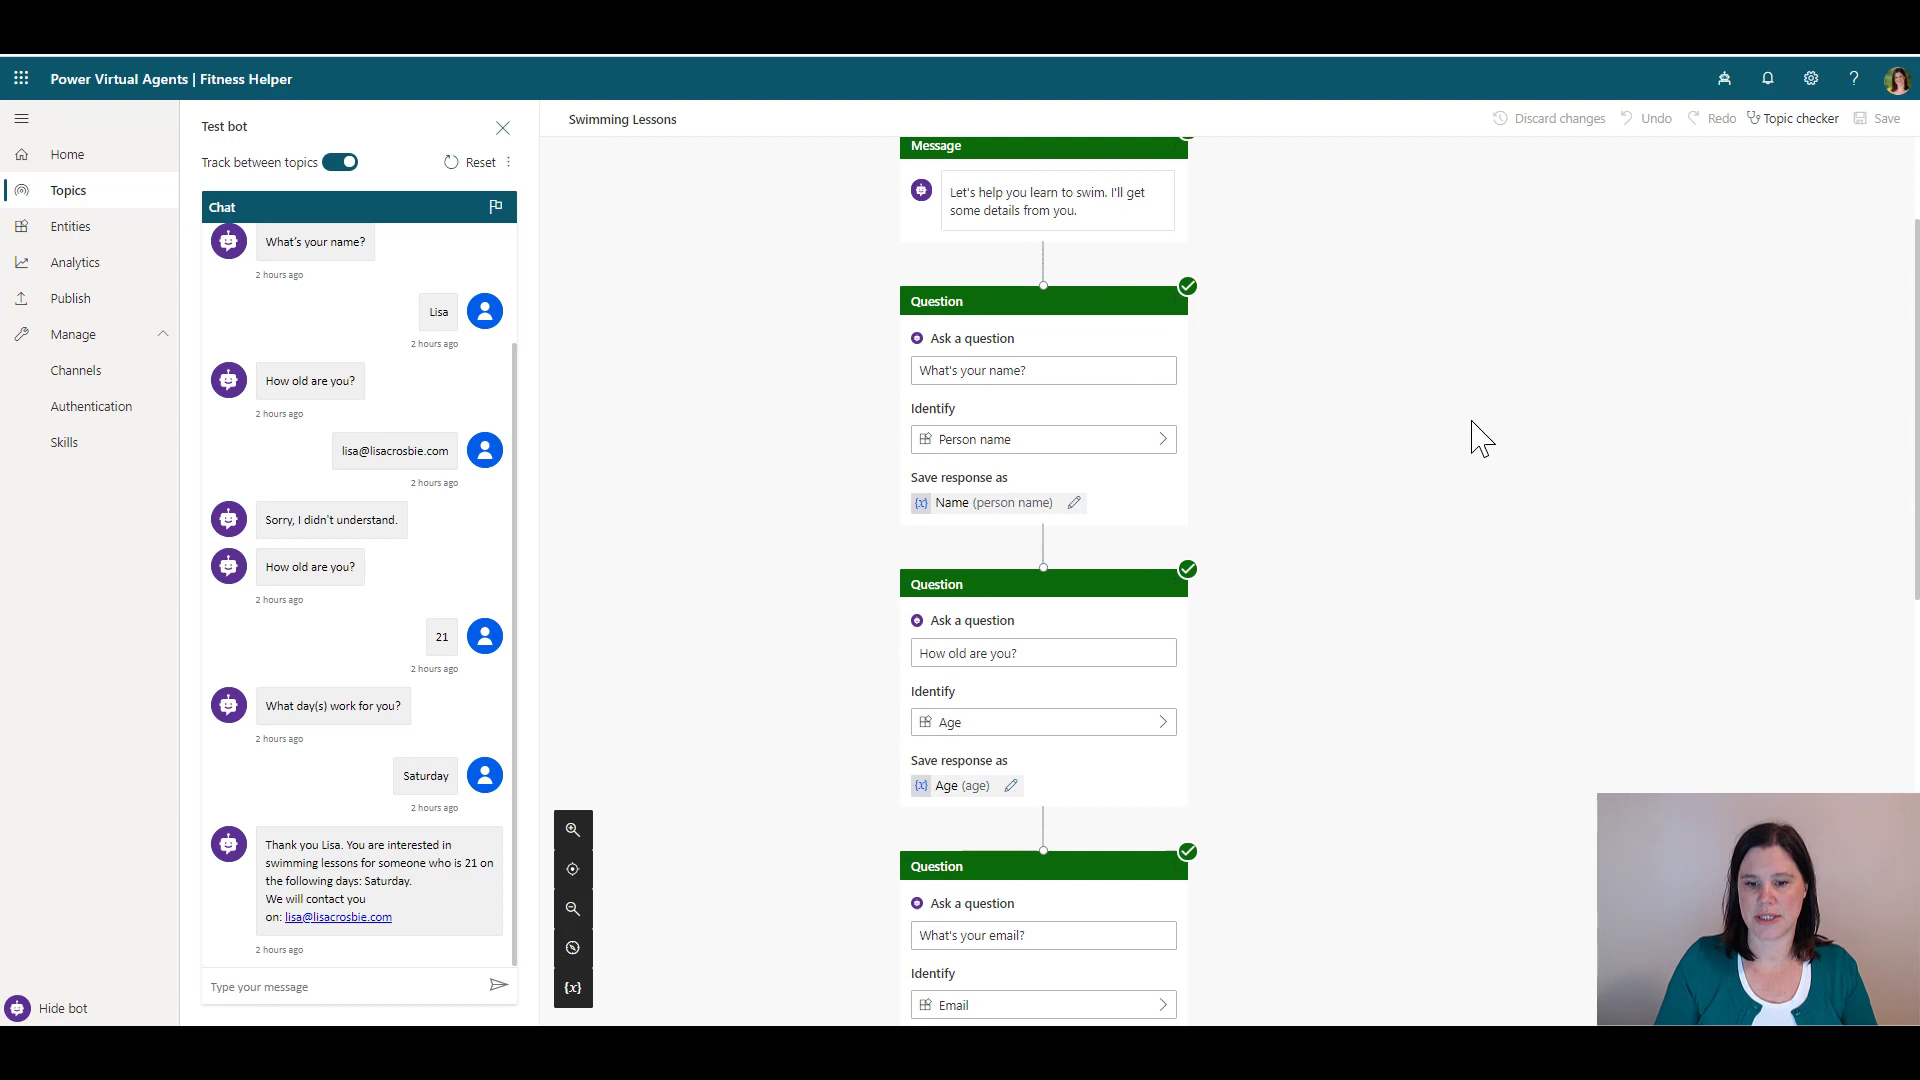 Power Virtual Agents | Fitness Helper
?
Home
Topics
Entities
Analytics
Publish
Manage
Channels
Authentication
Skills
Hide bot
Test bot
Track between topics
Reset
Chat
What's your name?
2 hours ago
Lisa
2 hours ago
How old are you?
2 hours ago
lisa@lisacrosbie.com
2 hours ago
Sorry, I didn't understand.
How old are you?
2 hours ago
21
2 hours ago
What day(s) work for you?
2 hours ago
Saturday
2 hours ago
Thank you Lisa. You are interested in
swimming lessons for someone who is 21 on
the following days: Saturday.
We will contact you
on: lisa@lisacrosbie.com
2 hours ago
Type your message
Swimming Lessons
Discard changes
Undo
Redo
Topic checker
Save
Message
Let's help you learn to swim. I'll get
some details from you.
Question
Ask a question
What's your name?
Identify
Person name
Save response as
{x} Name (person name)
Question
Ask a question
How old are you?
Identify
Age
Save response as
{x} Age (age)
Question
Ask a question
What's your email?
Identify
Email
{x}